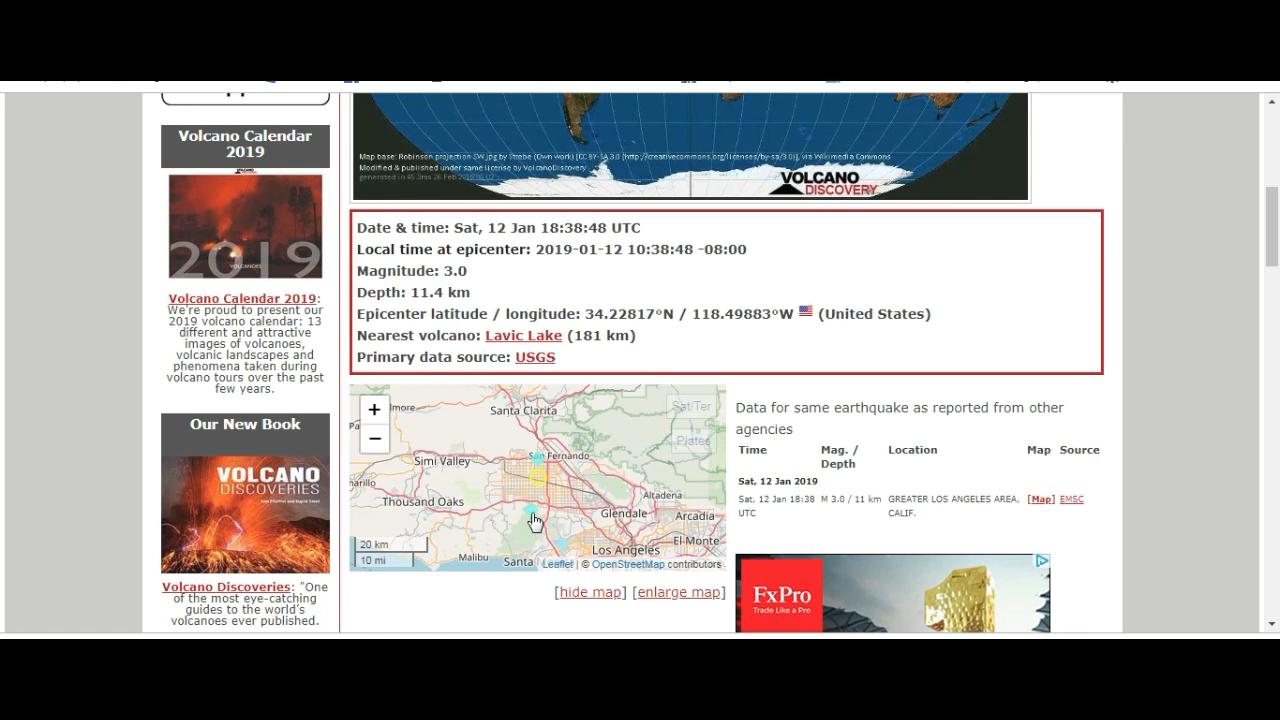 Volcano Calendar
2019
2019
VOLCANOES
Volcano Calendar 2019:
We're proud to present our
2019 volcano calendar: 13
different and attractive
images of volcanoes,
volcanic landscapes and
phenomena taken during
volcano tours over the past
few years.
Our New Book
VOLCANO
DISCOVERIES
Volcano Discoveries: "One
of the most eye-catching
guides to the world's
volcanoes ever published.
Map base: Robinson projection SW.jpg by Strebe (Own work) [CC BY-SA 3.0 (http://creativecommons.org/licenses/by-sa/3.0)], via Wikimedia Commons
Modified & published under same license by VolcanoDiscovery
VOLCANO
DISCOVERY
Date & time: Sat, 12 Jan 18:38:48 UTC
Local time at epicenter: 2019-01-12 10:38:48 -08:00
Magnitude: 3.0
Depth: 11.4 km
Epicenter latitude / longitude: 34.22817°N / 118.49883°W (United States)
Nearest volcano: Lavic Lake (181 km)
Primary data source: USGS
+
−
lmore
Santa Clarita
Sat/Ter
Pa
Plates
San Fernando
Simi Valley
arillo
Thousand Oaks
Altadena
Glendale
Arcadia
El Monte
20 km
10 mi
Malibu
Santa
Los Angeles
Leaflet | © OpenStreetMap contributors
[hide map] [enlarge map]
Data for same earthquake as reported from other
agencies
Time Mag. / Depth Location Map Source
Sat, 12 Jan 2019
Sat, 12 Jan 18:38 M 3.0 / 11 km GREATER LOS ANGELES AREA, [Map] EMSC
UTC CALIF.
FxPro
Trade Like a Pro
1